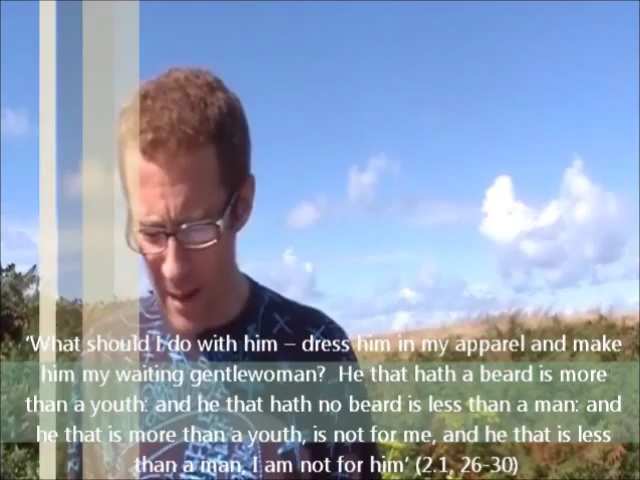 'What should I do with him – dress him in my apparel and make
him my waiting gentlewoman? He that hath a beard is more
than a youth: and he that hath no beard is less than a man: and
he that is more than a youth, is not for me, and he that is less
than a man, I am not for him' (2.1, 26-30)